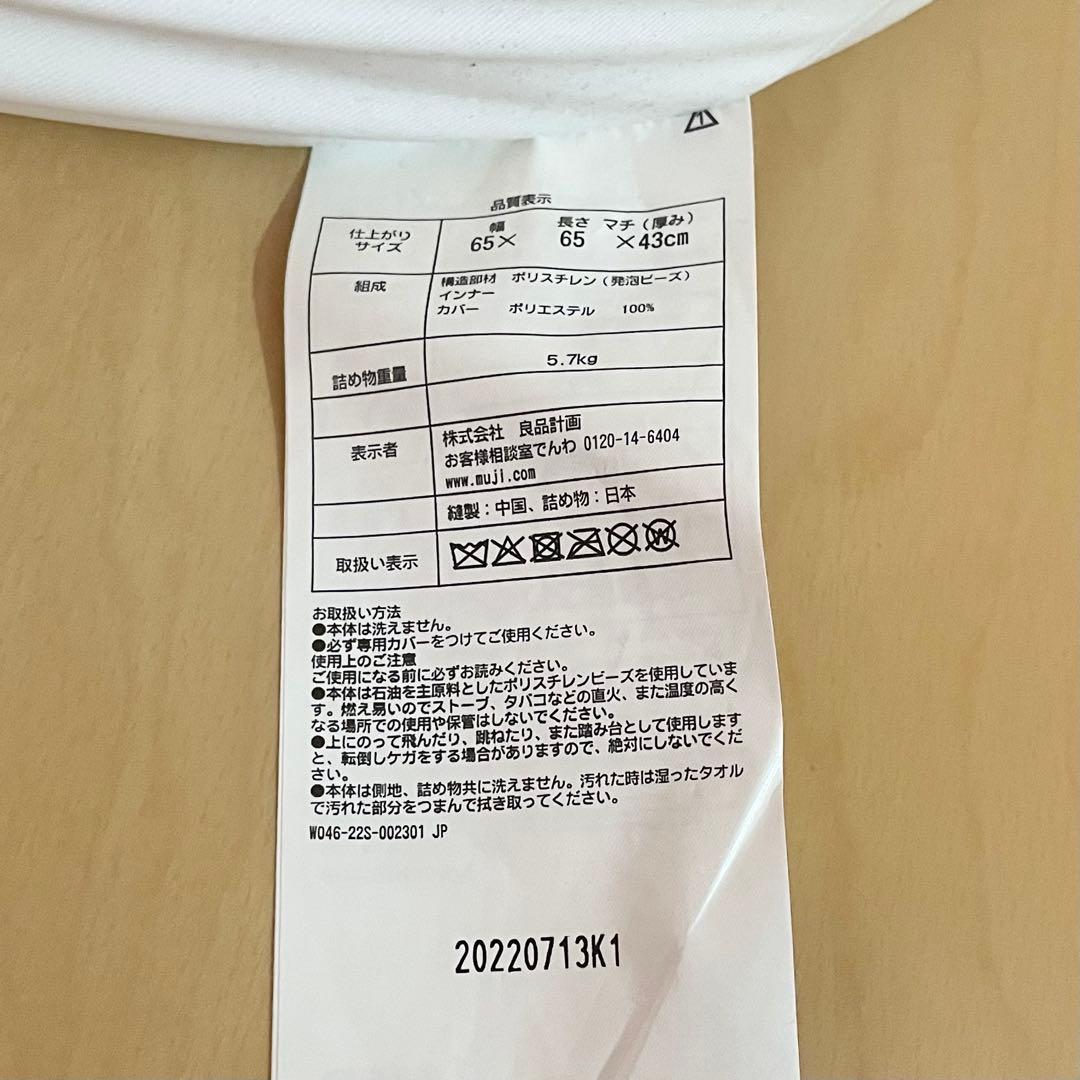 品質表示
仕上がり
サイズ
幅 長さ マチ（厚み）
65× 65 ×43cm
組成
構造部材 ポリスチレン（発泡ビーズ）
インナー
カバー ポリエステル 100%
詰め物重量
5.7kg
表示者
株式会社 良品計画
お客様相談室でんわ 0120-14-6404
www.muji.com
縫製：中国、詰め物：日本
取扱い表示
お取扱い方法
●本体は洗えません。
●必ず専用カバーをつけてご使用ください。
使用上のご注意
ご使用になる前に必ずお読みください。
●本体は石油を主原料としたポリスチレンビーズを使用していま
す。燃え易いのでストーブ、タバコなどの直火、また温度の高く
なる場所での使用や保管はしないでください。
●上にのって飛んだり、跳ねたり、また踏み台として使用します
と、転倒しケガをする場合がありますので、絶対にしないでくだ
さい。
●本体は側地、詰め物共に洗えません。汚れた時は湿ったタオル
で汚れた部分をつまんで拭き取ってください。
W046-22S-002301 JP
20220713K1